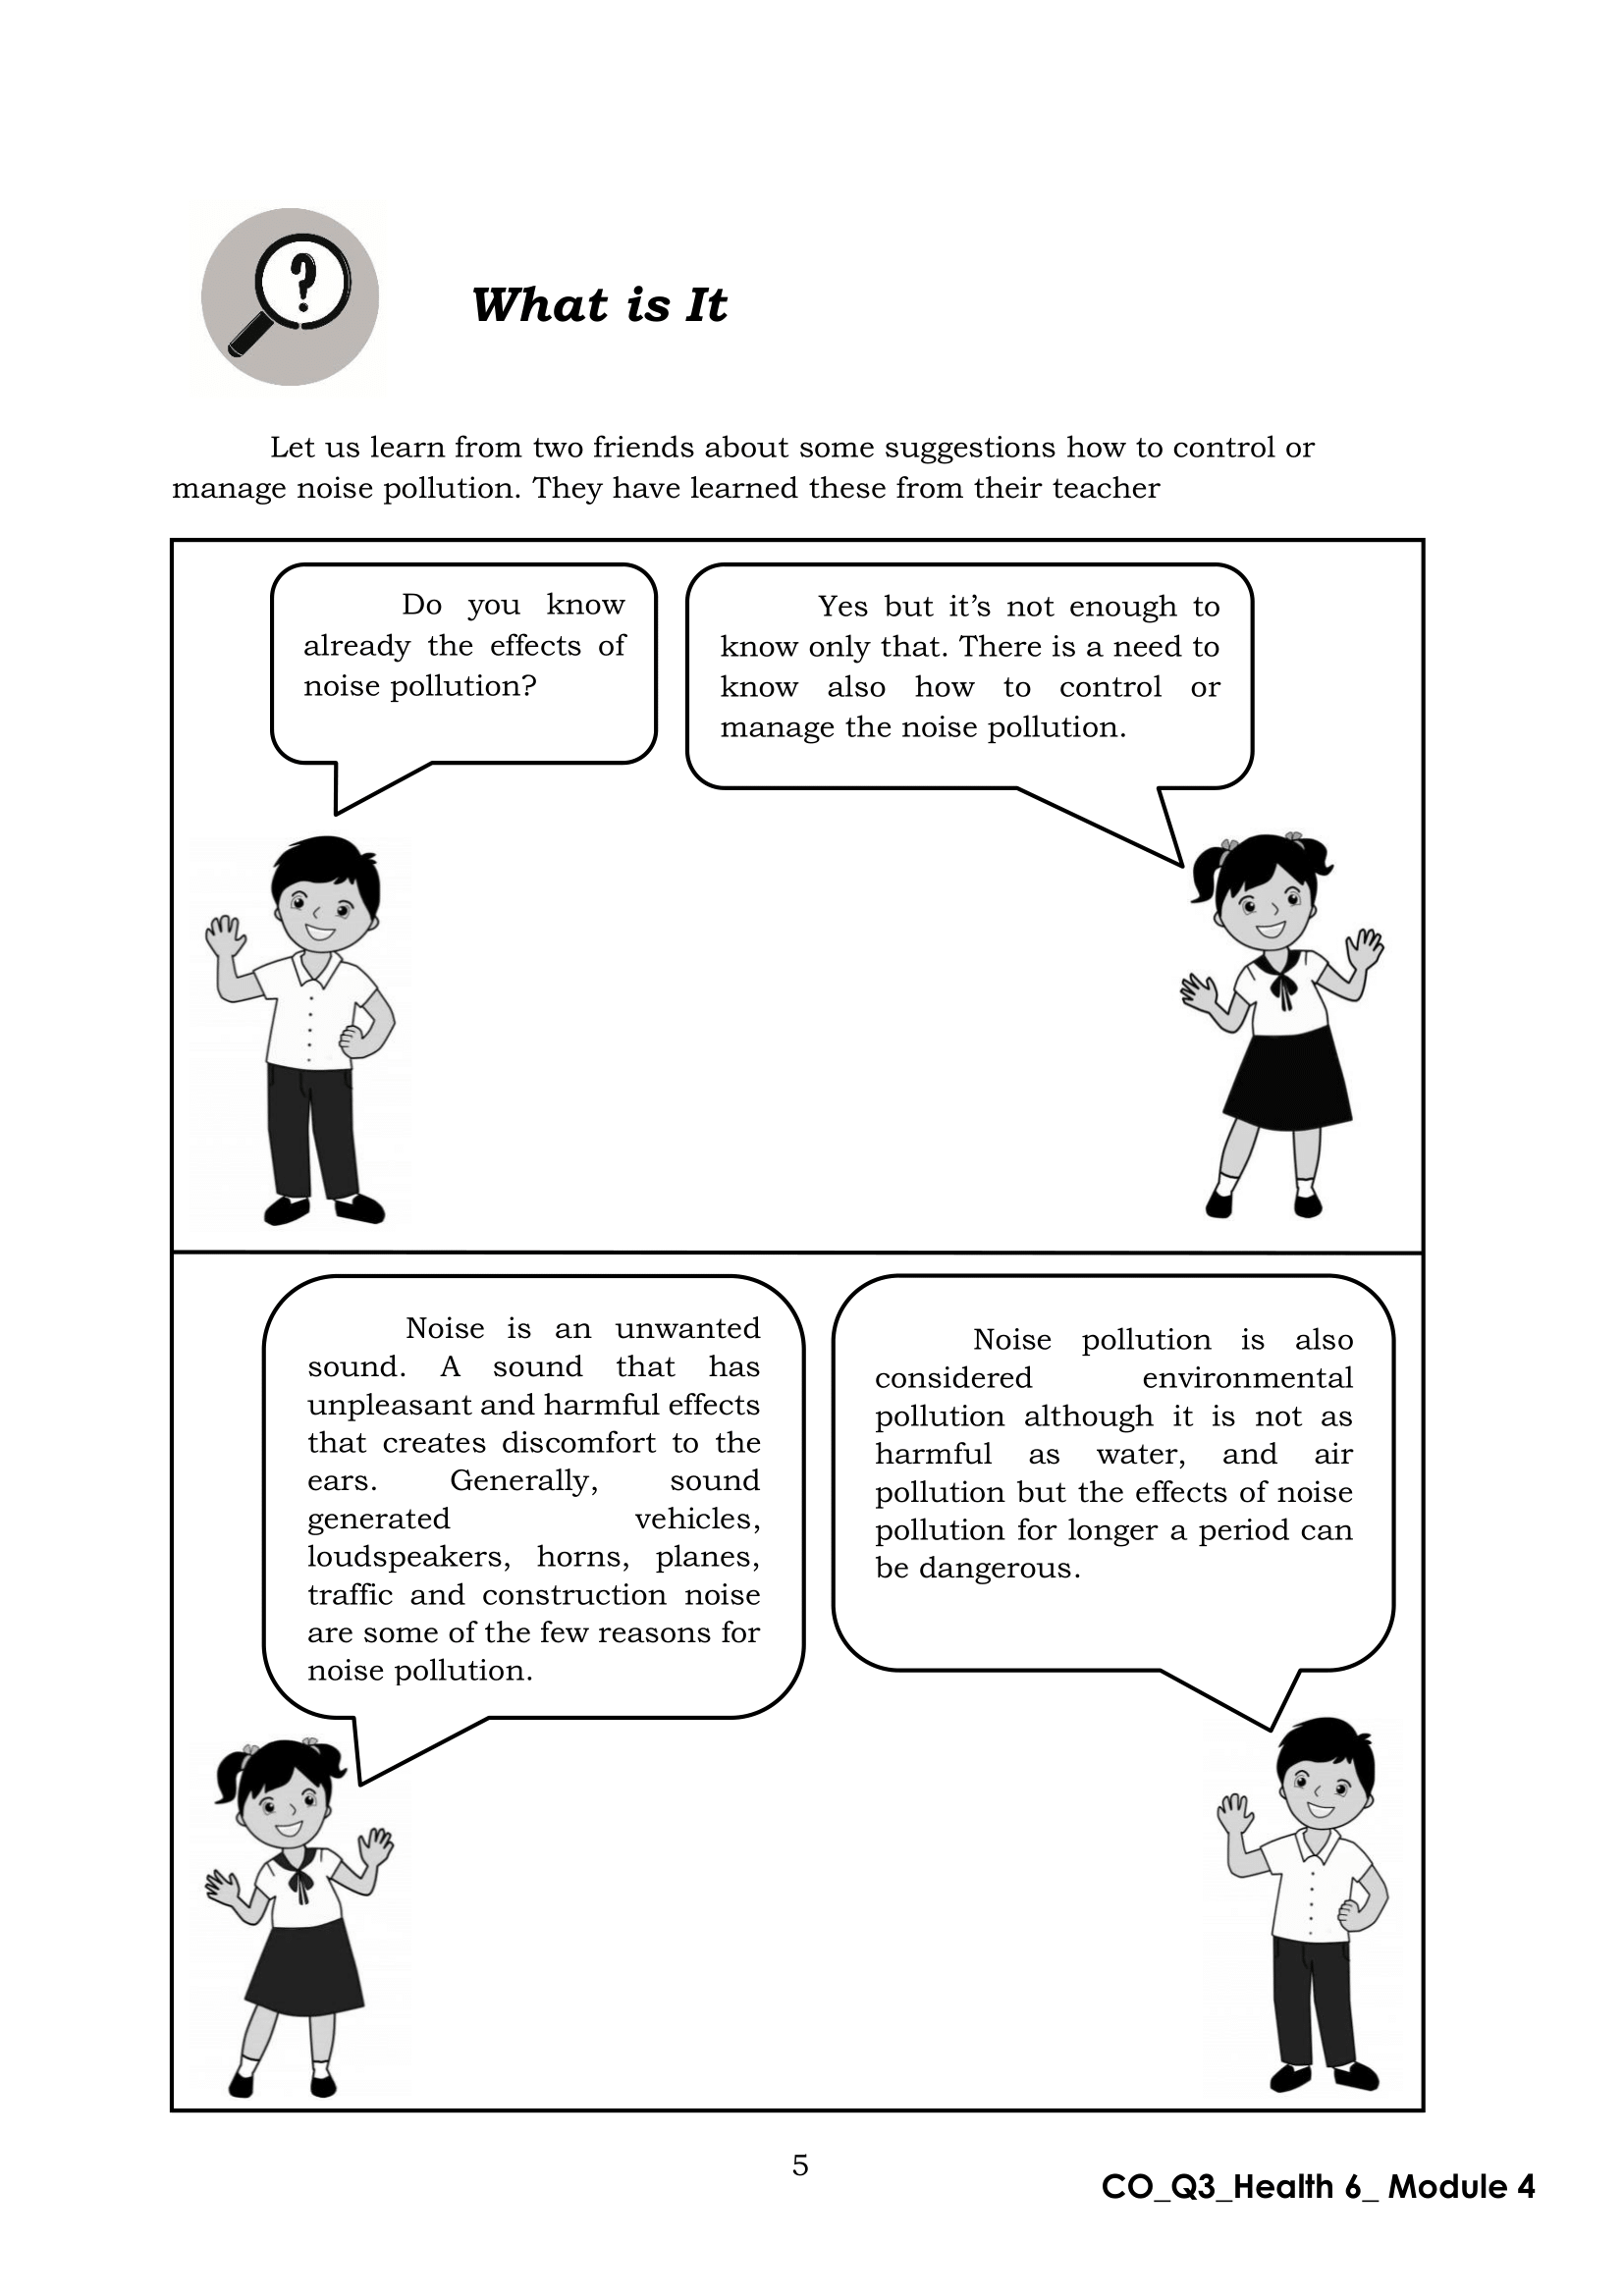 ?
What is It
Let us learn from two friends about some suggestions how to control or
manage noise pollution. They have learned these from their teacher
Do you know
already the effects of
noise pollution?
Yes but it’s not enough to
know only that. There is a need to
know also how to control or
manage the noise pollution.
Noise is an unwanted
sound. A sound that has
unpleasant and harmful effects
that creates discomfort to the
ears. Generally, sound
generated vehicles,
loudspeakers, horns, planes,
traffic and construction noise
are some of the few reasons for
noise pollution.
Noise pollution is also
considered environmental
pollution although it is not as
harmful as water, and air
pollution but the effects of noise
pollution for longer a period can
be dangerous.
5
CO_Q3_Health 6_ Module 4